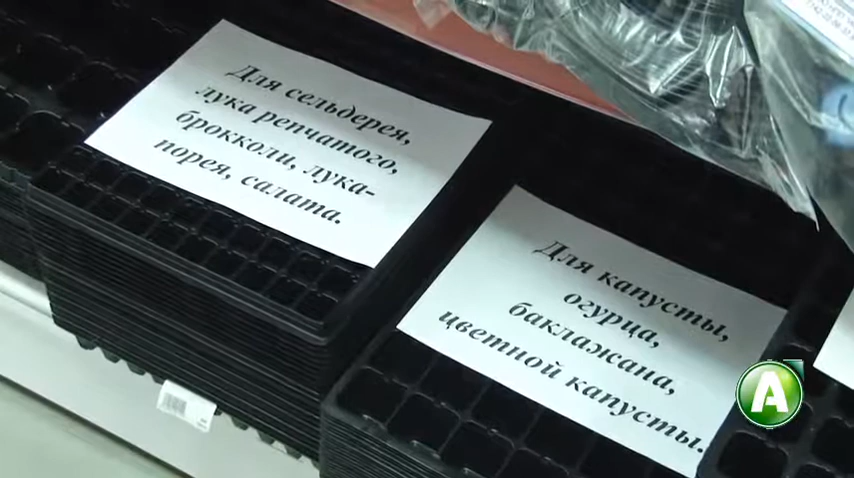 Для сельдерея,
лука репчатого,
брокколи, лука-
порея, салата.
Для капусты,
огурца,
баклажана,
цветной капусты.
А